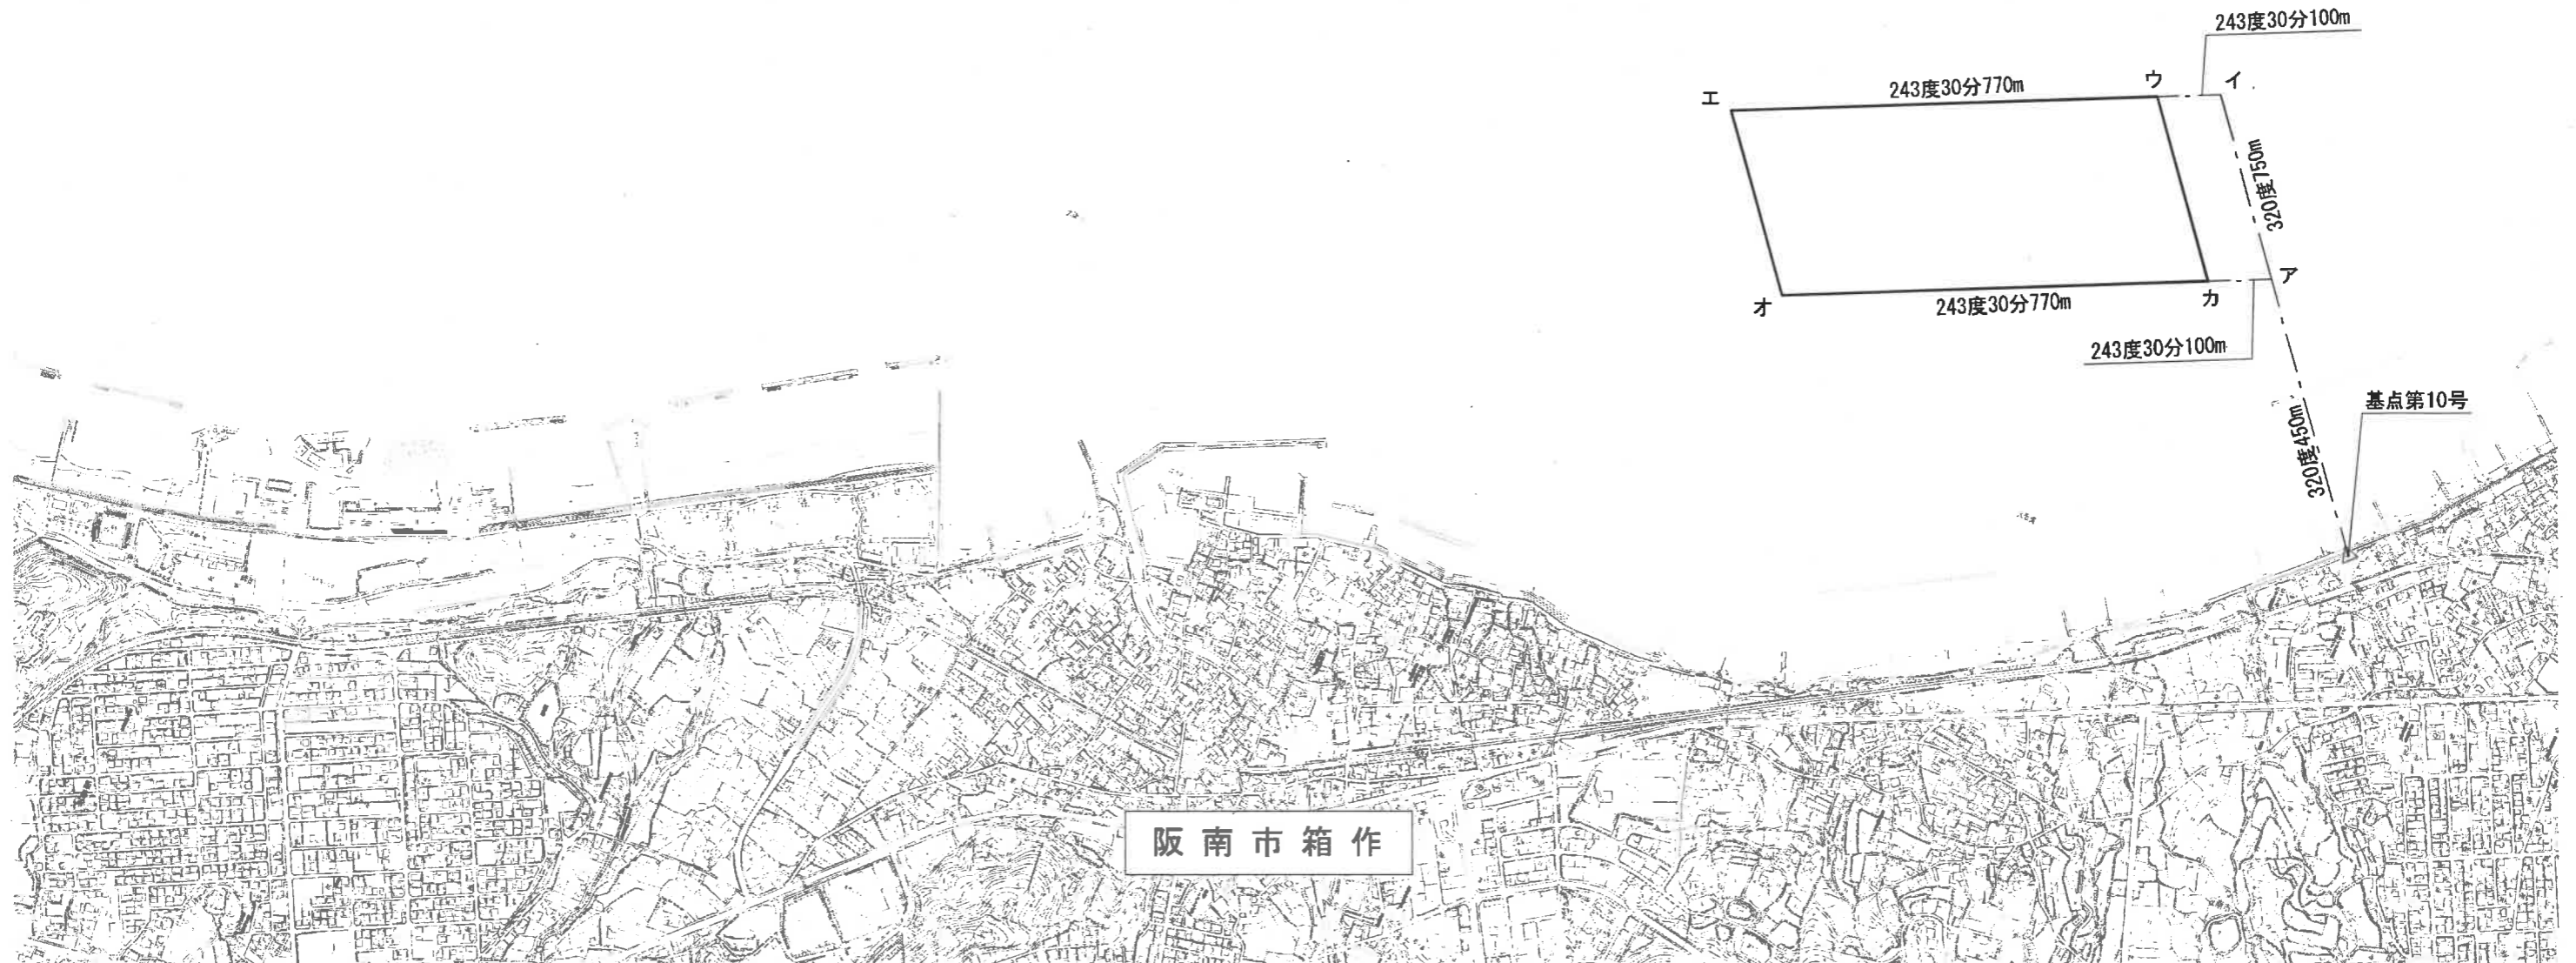 243度30分100m
イ
ウ
243度30分770m
エ
320度750m
ア
カ
243度30分770m
オ
243度30分100m
基点第10号
320度450m
阪南市箱作